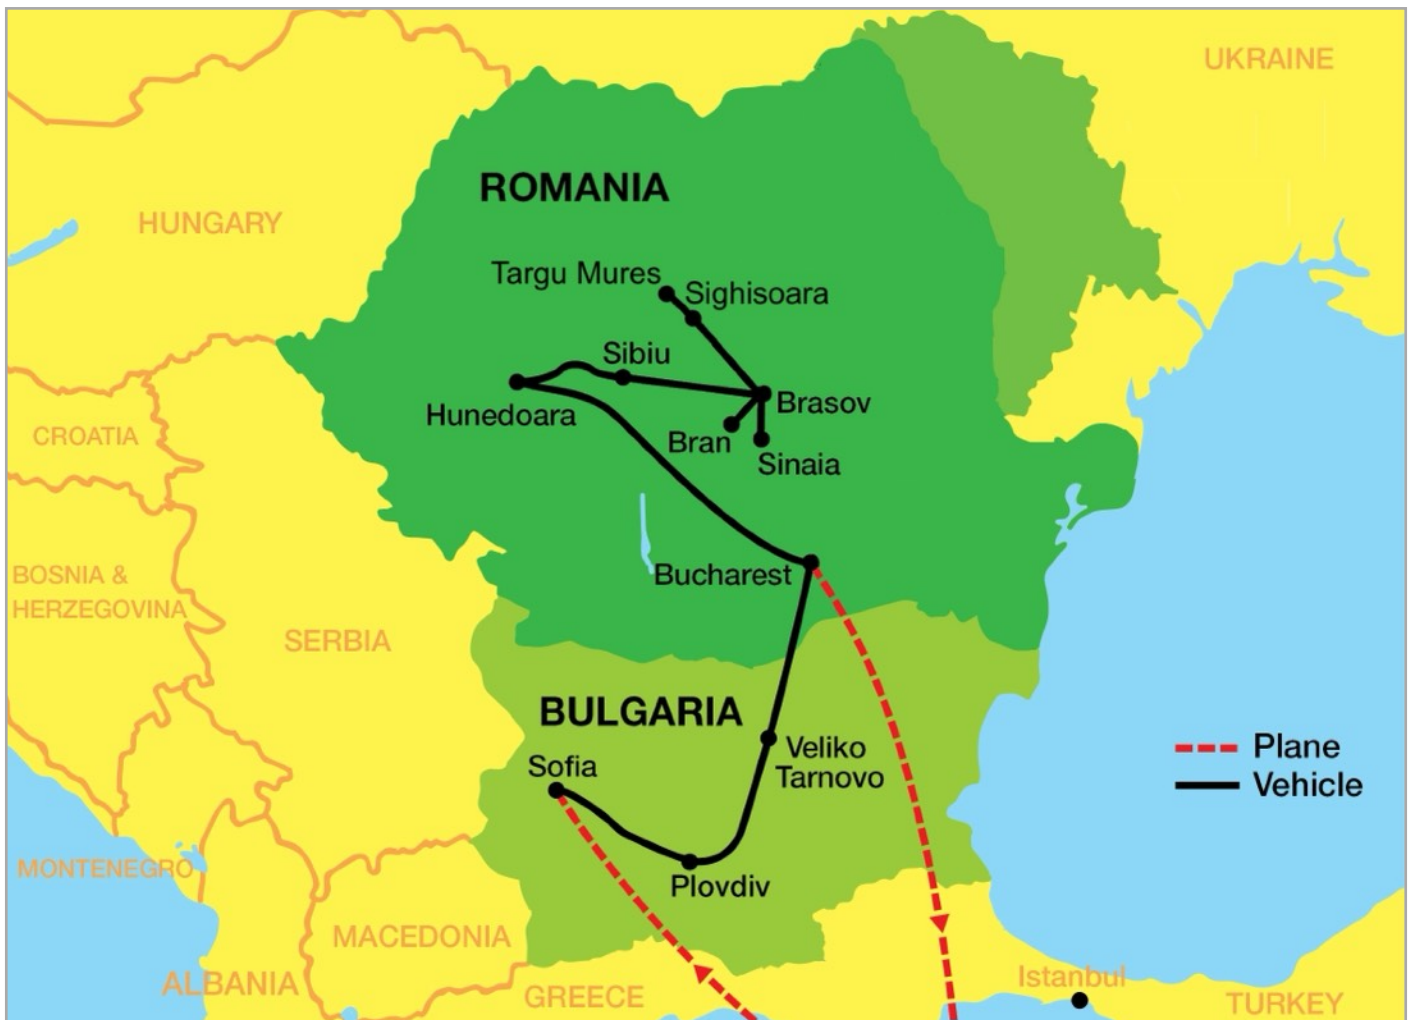 UKRAINE
ROMANIA
HUNGARY
Targu Mures
Sighisoara
Sibiu
Brasov
Hunedoara
CROATIA
Bran
Sinaia
BOSNIA &
HERZEGOVINA
Bucharest
SERBIA
BULGARIA
Veliko
Tarnovo
Sofia
Plane
Vehicle
MONTENEGRO
Plovdiv
MACEDONIA
ALBANIA
GREECE
Istanbul
TURKEY